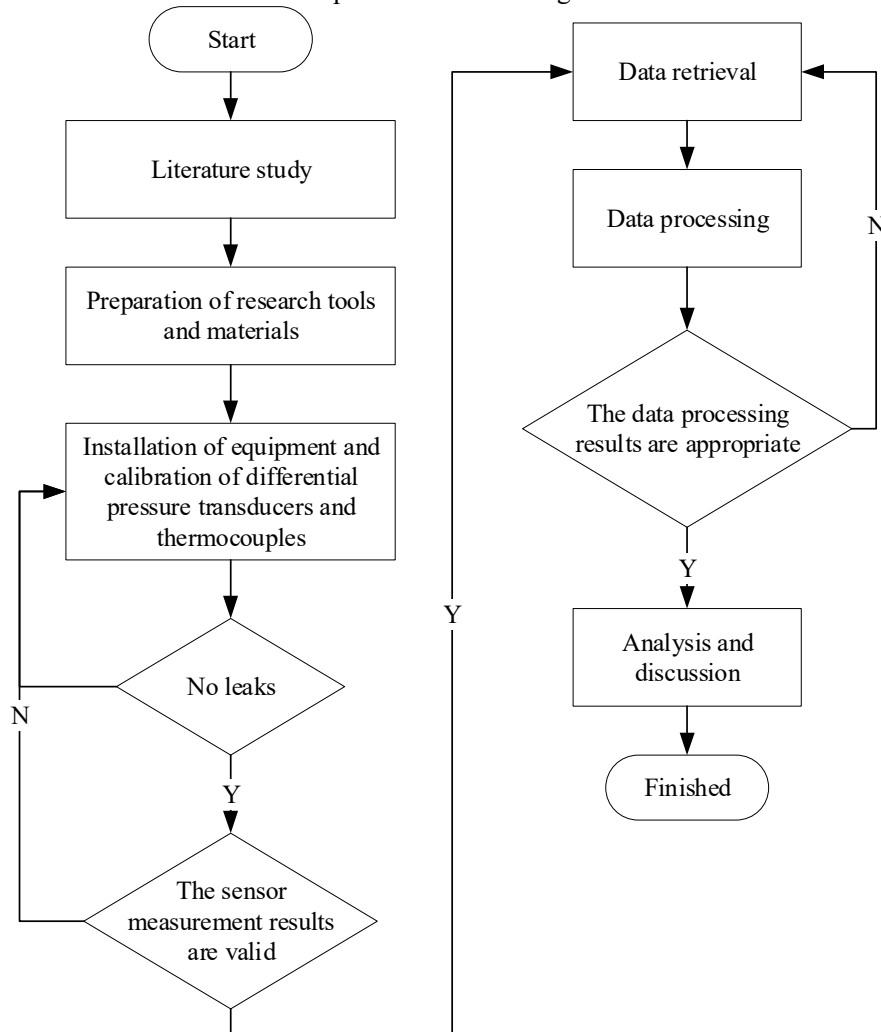 Start
Literature study
Preparation of research tools
and materials
Installation of equipment and
calibration of differential
pressure transducers and
thermocouples
No leaks
N
Y
The sensor
measurement results
are valid
Y
Data retrieval
Data processing
N
The data processing
results are appropriate
Y
Analysis and
discussion
Finished